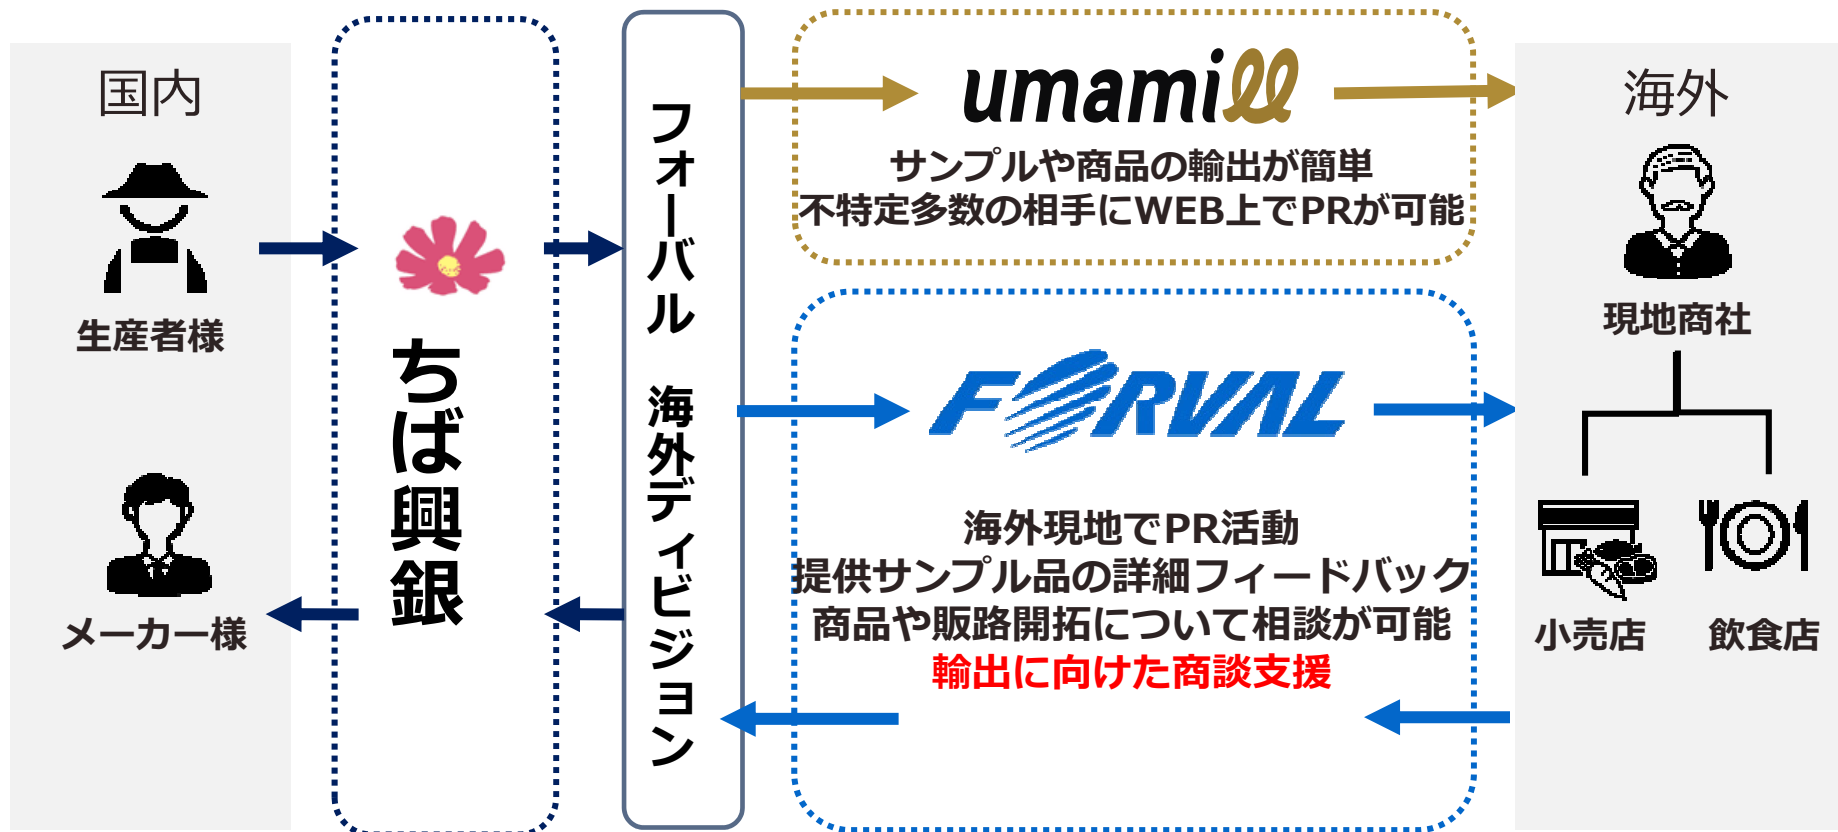 国内
生産者様
メーカー様
ちば興銀
フォーバル 海外ディビジョン
umamill
サンプルや商品の輸出が簡単
不特定多数の相手にWEB上でPRが可能
FORVAL
海外現地でPR活動
提供サンプル品の詳細フィードバック
商品や販路開拓について相談が可能
輸出に向けた商談支援
海外
現地商社
小売店
飲食店